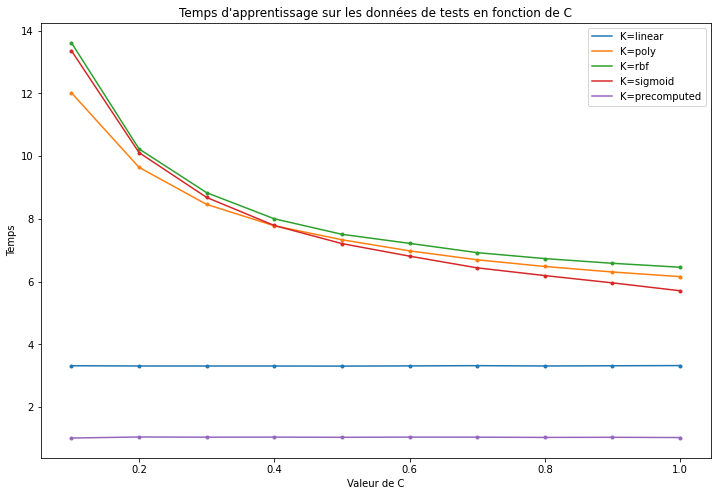 Temps d'apprentissage sur les données de tests en fonction de C
K=linear
K=poly
K=rbf
K=sigmoid
K=precomputed
Temps
14
12
10
8
6
4
2
0.2
0.4
0.6
0.8
1.0
Valeur de C